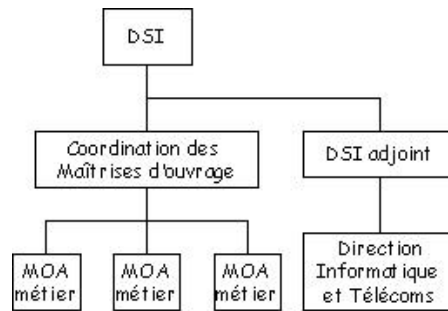 DSI
Coordination des
Maîtrises d'ouvrage
DSI adjoint
MOA
métier
MOA
métier
MOA
métier
Direction
Informatique
et Télécoms